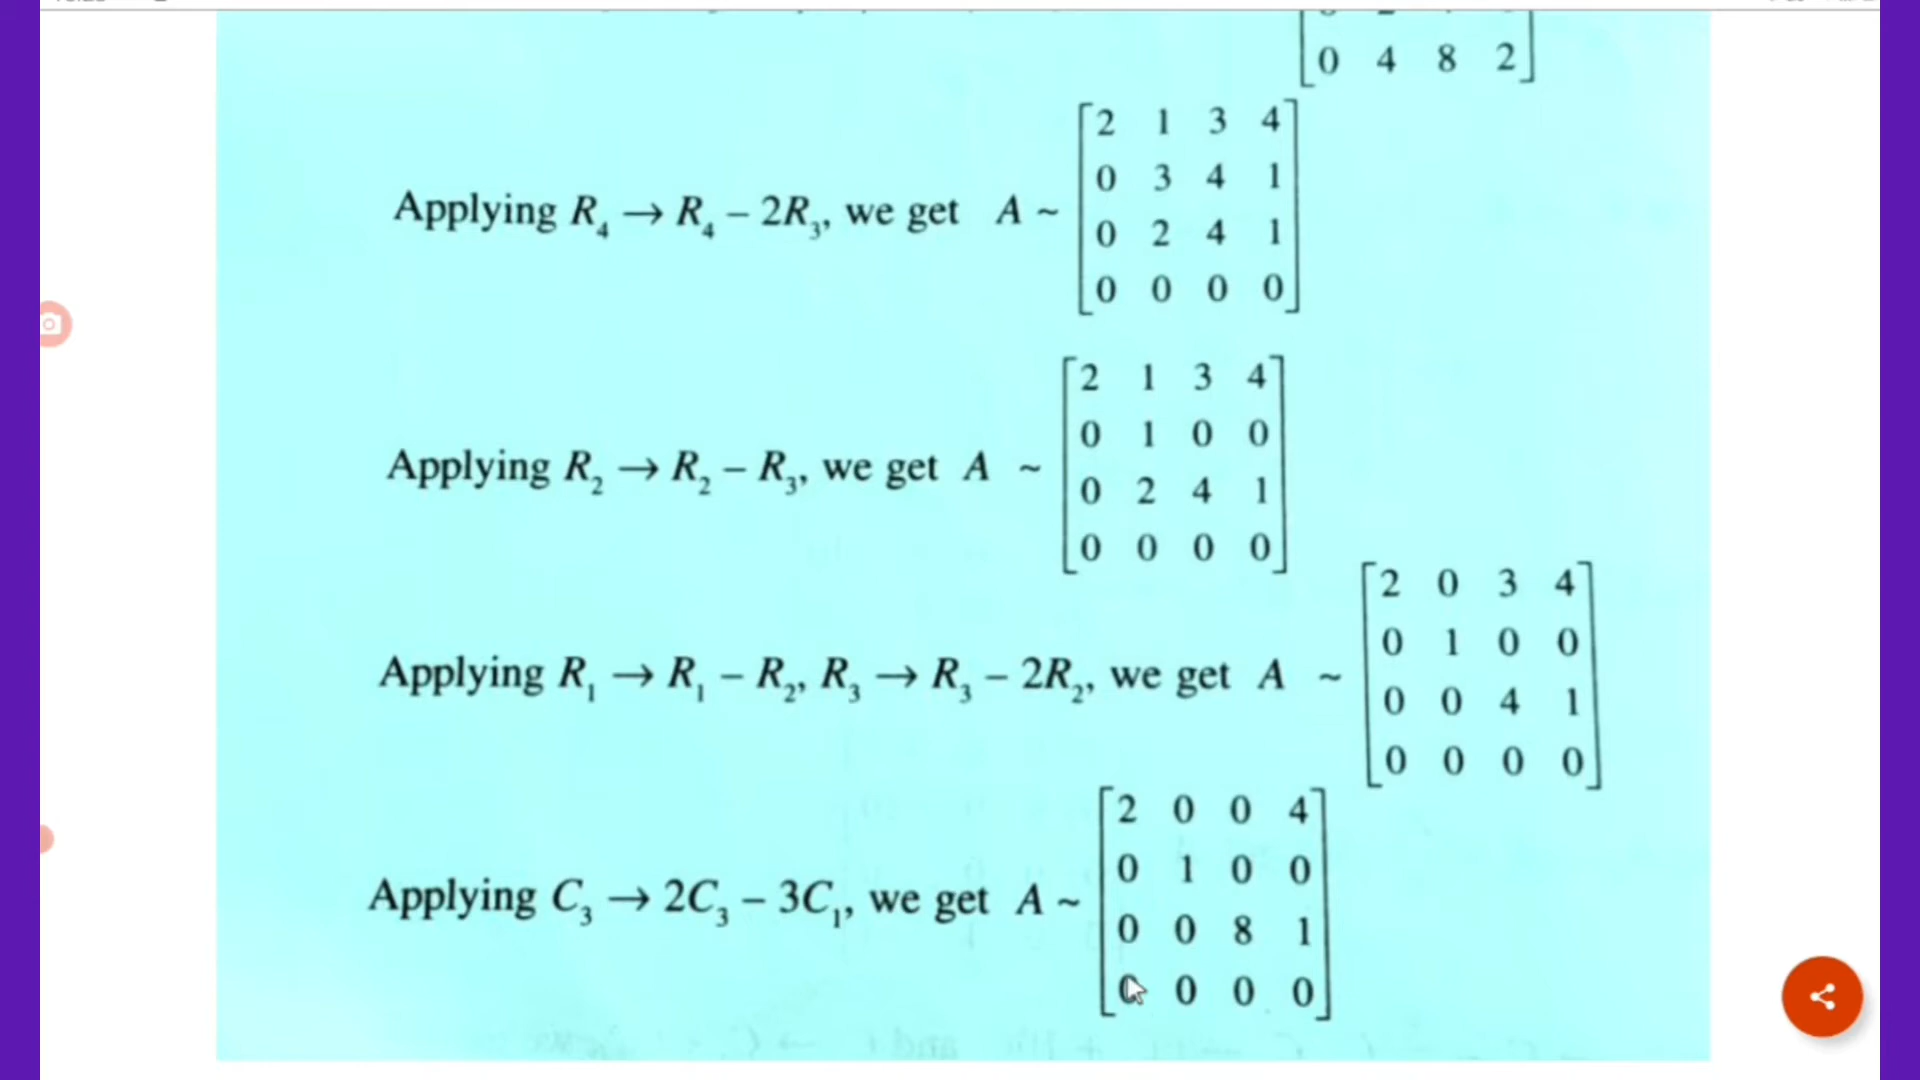 0 4 8 2
2 1 3 4
0 3 4 1
Applying R₄ → R₄ – 2R₃, we get A ~
0 2 4 1
0 0 0 0
2 1 3 4
0 1 0 0
Applying R₂ → R₂ – R₃, we get A ~
0 2 4 1
0 0 0 0
2 0 3 4
0 1 0 0
Applying R₁ → R₁ – R₂, R₃ → R₃ – 2R₂, we get A ~
0 0 4 1
0 0 0 0
2 0 0 4
0 1 0 0
Applying C₃ → 2C₃ – 3C₁, we get A ~
0 0 8 1
0 0 0 0